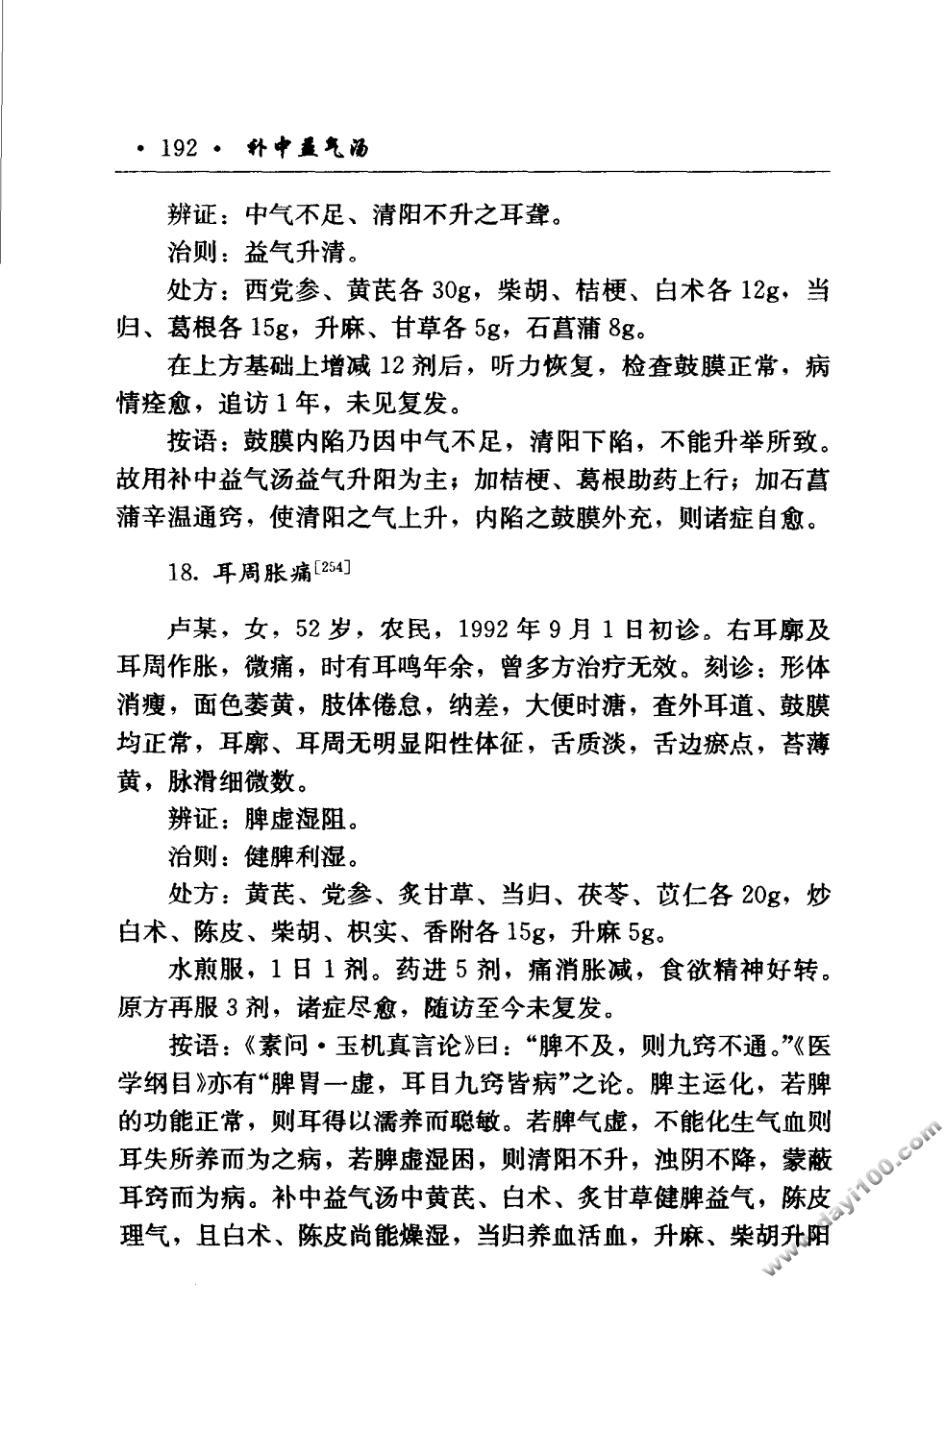 · 192 · 补中益气汤
辨证：中气不足、清阳不升之耳聋。
治则：益气升清。
处方：西党参、黄芪各 30g，柴胡、桔梗、白术各 12g，当
归、葛根各 15g，升麻、甘草各 5g，石菖蒲 8g。
在上方基础上增减 12 剂后，听力恢复，检查鼓膜正常，病
情痊愈，追访 1 年，未见复发。
按语：鼓膜内陷乃因中气不足，清阳下陷，不能升举所致。
故用补中益气汤益气升阳为主；加桔梗、葛根助药上行；加石菖
蒲辛温通窍，使清阳之气上升，内陷之鼓膜外充，则诸症自愈。
18. 耳周胀痛[254]
卢某，女，52 岁，农民，1992 年 9 月 1 日初诊。右耳廓及
耳周作胀，微痛，时有耳鸣年余，曾多方治疗无效。刻诊：形体
消瘦，面色萎黄，肢体倦怠，纳差，大便时溏，查外耳道、鼓膜
均正常，耳廓、耳周无明显阳性体征，舌质淡，舌边瘀点，苔薄
黄，脉滑细微数。
辨证：脾虚湿阻。
治则：健脾利湿。
处方：黄芪、党参、炙甘草、当归、茯苓、苡仁各 20g，炒
白术、陈皮、柴胡、枳实、香附各 15g，升麻 5g。
水煎服，1 日 1 剂。药进 5 剂，痛消胀减，食欲精神好转。
原方再服 3 剂，诸症尽愈，随访至今未复发。
按语：《素问·玉机真言论》曰：“脾不及，则九窍不通。”《医
学纲目》亦有“脾胃一虚，耳目九窍皆病”之论。脾主运化，若脾
的功能正常，则耳得以濡养而聪敏。若脾气虚，不能化生气血则
耳失所养而为之病，若脾虚湿困，则清阳不升，浊阴不降，蒙蔽
耳窍而为病。补中益气汤中黄芪、白术、炙甘草健脾益气，陈皮
理气，且白术、陈皮尚能燥湿，当归养血活血，升麻、柴胡升阳
www.dayi100.com